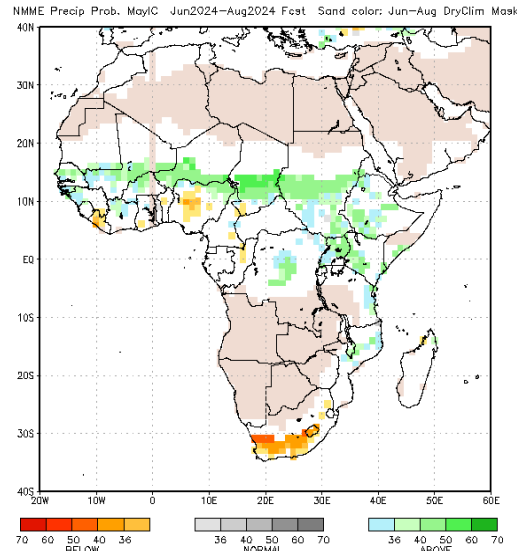 NMME Precip Prob. MayIC Jun2024-Aug2024 Fcst Sand color: Jun-Aug DryClim Mask
40N
30N
20N
10N
EQ
10S
20S
30S
40S
20W 10W 0 10E 20E 30E 40E 50E 60E
70 60 50 40 36 36 40 50 60 70 36 40 50 60 70
BELOW NORMAL ABOVE